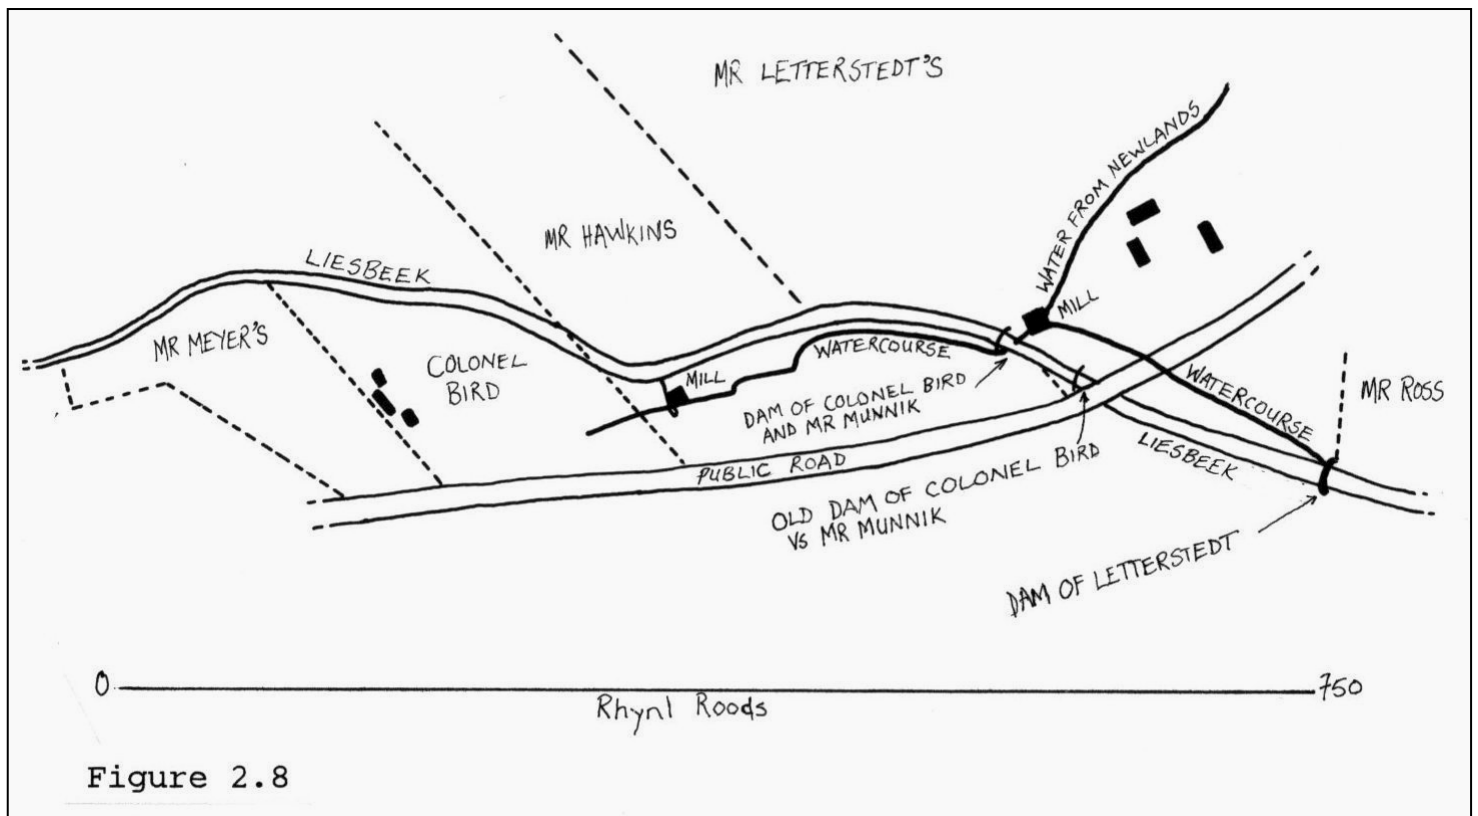 MR LETTERSTEDT'S
WATER FROM NEWLANDS
MR HAWKINS
LIESBEEK
MILL
MR MEYER'S
COLONEL
BIRD
MILL
WATERCOURSE
DAM OF COLONEL BIRD
AND MR MUNNIK
WATERCOURSE
MR ROSS
PUBLIC ROAD
LIESBEEK
OLD DAM OF COLONEL BIRD
VS MR MUNNIK
DAM OF LETTERSTEDT
0 750
Rhynl Roods
Figure 2.8